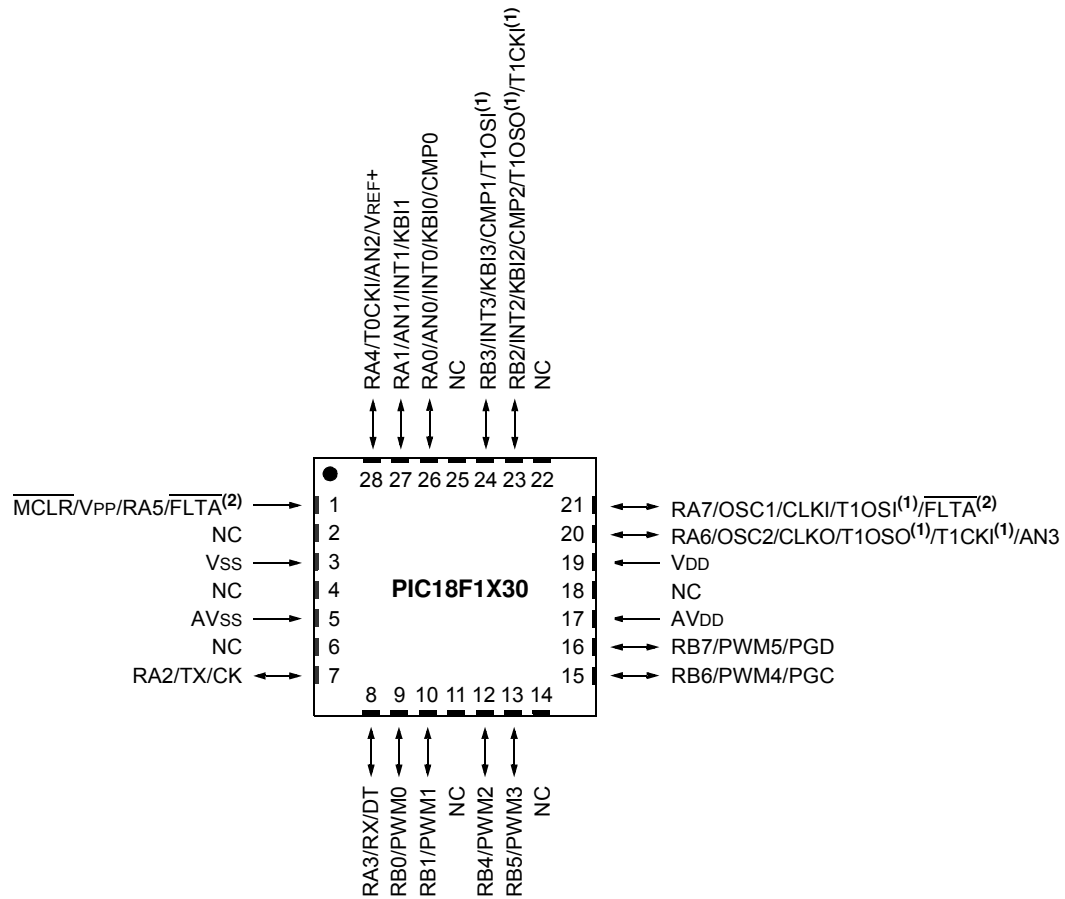 RA4/T0CKI/AN2/VREF+
RA1/AN1/INT1/KBI1
RA0/AN0/INT0/KBI0/CMP0
NC
RB3/INT3/KBI3/CMP1/T1OSI(1)
RB2/INT2/KBI2/CMP2/T1OSO(1)/T1CKI(1)
NC
28 27 26 25 24 23 22
MCLR/VPP/RA5/FLTA(2) 1
NC 2
VSS 3
NC 4
AVSS 5
NC 6
RA2/TX/CK 7
PIC18F1X30
21 RA7/OSC1/CLKI/T1OSI(1)/FLTA(2)
20 RA6/OSC2/CLKO/T1OSO(1)/T1CKI(1)/AN3
19 VDD
18 NC
17 AVDD
16 RB7/PWM5/PGD
15 RB6/PWM4/PGC
8 9 10 11 12 13 14
RA3/RX/DT
RB0/PWM0
RB1/PWM1
NC
RB4/PWM2
RB5/PWM3
NC